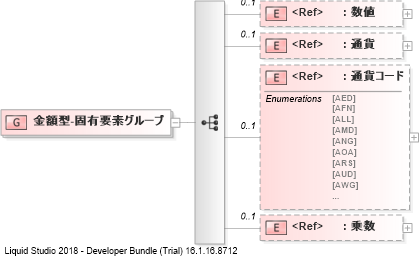 0..1
E <Ref> : 数値
0..1
E <Ref> : 通貨
E <Ref> : 通貨コード
Enumerations [AED]
[AFN]
[ALL]
[AMD]
[ANG]
[AOA]
[ARS]
[AUD]
[AWG]
...
G 金額型-固有要素グループ
0..1
0..1
E <Ref> : 乗数
Liquid Studio 2018 - Developer Bundle (Trial) 16.1.16.8712